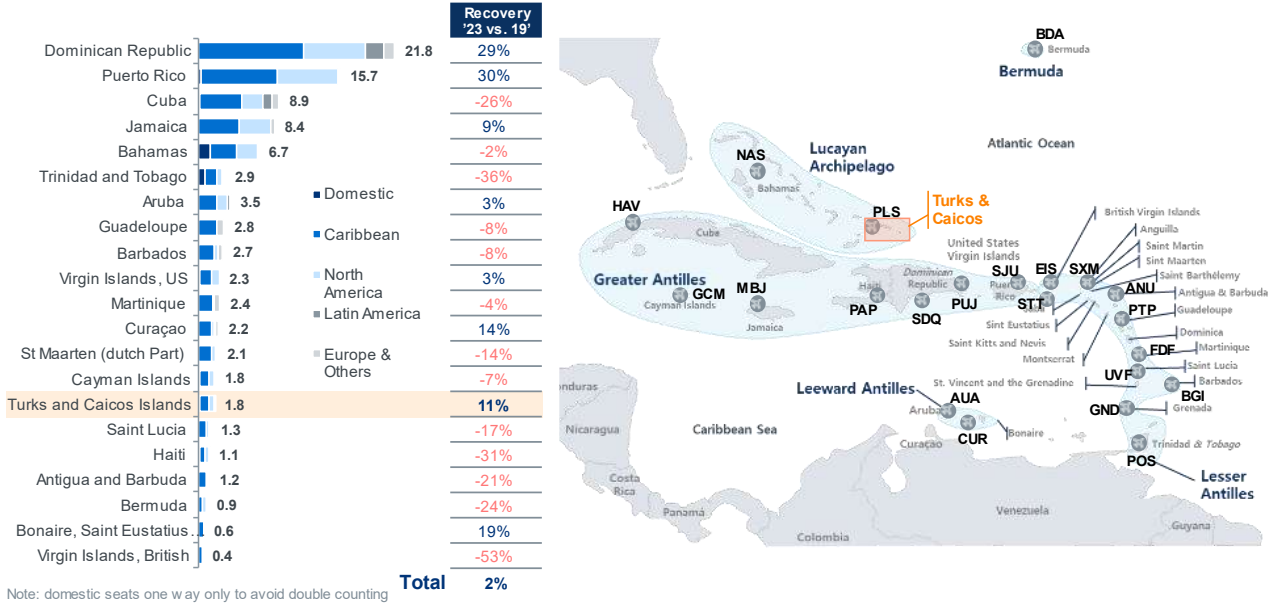 Recovery
’23 vs. 19’
Dominican Republic 21.8 29%
Puerto Rico 15.7 30%
Cuba 8.9 -26%
Jamaica 8.4 9%
Bahamas 6.7 -2%
Trinidad and Tobago 2.9 -36%
Aruba 3.5 3%
Guadeloupe 2.8 -8%
Barbados 2.7 -8%
Virgin Islands, US 2.3 3%
Martinique 2.4 -4%
Curaçao 2.2 14%
St Maarten (dutch Part) 2.1 -14%
Cayman Islands 1.8 -7%
Turks and Caicos Islands 1.8 11%
Saint Lucia 1.3 -17%
Haiti 1.1 -31%
Antigua and Barbuda 1.2 -21%
Bermuda 0.9 -24%
Bonaire, Saint Eustatius .. 0.6 19%
Virgin Islands, British 0.4 -53%
Total 2%
Domestic
Caribbean
North
America
Latin America
Europe &
Others
Note: domestic seats one way only to avoid double counting
BDA
Bermuda
Bermuda
Atlantic Ocean
Lucayan
Archipelago
NAS
Bahamas
PLS
Turks &
Caicos
HAV
Cuba
Greater Antilles
GCM
Cayman Islands
MBJ
Jamaica
Haiti
PAP
Dominican
Republic
SDQ
PUJ
United States
Virgin Islands
SJU
Puerto
Rico
EIS
STT
Saba
SXM
British Virgin Islands
Anguilla
Saint Martin
Sint Maarten
Saint Barthélemy
ANU
Antigua & Barbuda
PTP
Guadeloupe
Sint Eustatius
Saint Kitts and Nevis
Montserrat
Dominica
FDF
Martinique
UVF
Saint Lucia
St. Vincent and the Grenadine
BGI
Barbados
GND
Grenada
POS
Trinidad & Tobago
Lesser
Antilles
Leeward Antilles
AUA
Aruba
CUR
Curaçao
Bonaire
Caribbean Sea
onduras
Nicaragua
Costa
Rica
Panamá
Colombia
Venezuela
Guyana